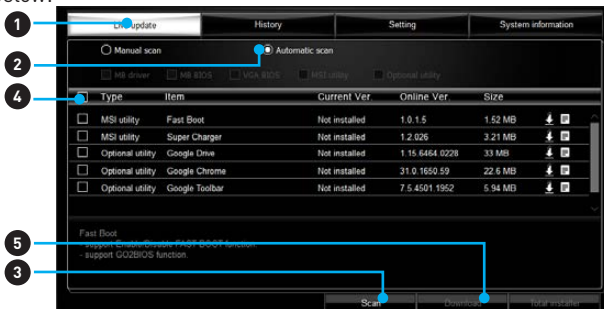 1
Live update History Setting System information
Manual scan Automatic scan
2
MB driver MB BIOS VGA BIOS MSI utility Optional utility
4
Type Item Current Ver. Online Ver. Size
MSI utility Fast Boot Not installed 1.0.1.5 1.52 MB
MSI utility Super Charger Not installed 1.2.026 3.21 MB
Optional utility Google Drive Not installed 1.15.6464.0228 33 MB
Optional utility Google Chrome Not installed 31.0.1650.59 22.6 MB
Optional utility Google Toolbar Not installed 7.5.4501.1952 5.94 MB
Fast Boot
5
- support Enable/Disable FAST BOOT function.
- support GO2BIOS function.
3
Scan Download Total installer